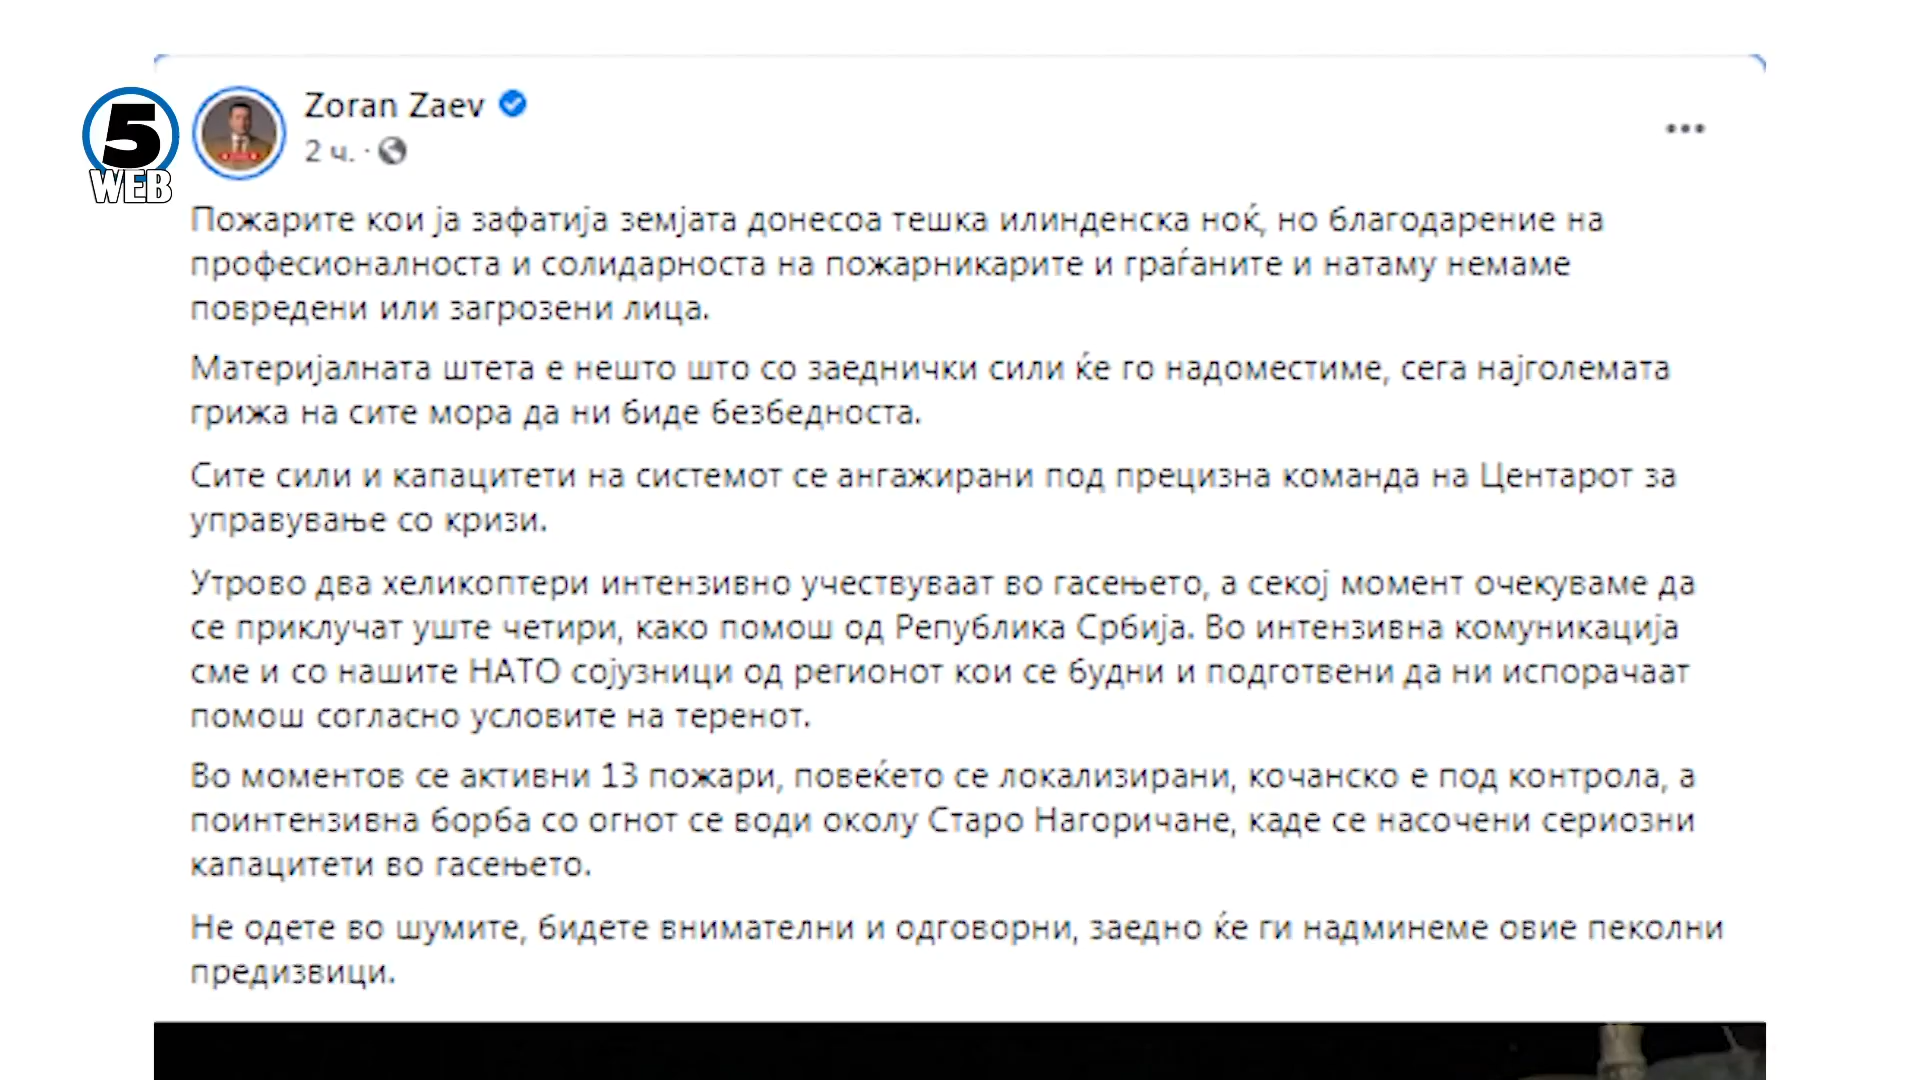 5
WEB
Zoran Zaev
2 ч. ·
Пожарите кои ја зафатија земјата донесоа тешка илинденска ноќ, но благодарение на
професионалноста и солидарноста на пожарникарите и граѓаните и натаму немаме
повредени или загрозени лица.
Материјалната штета е нешто што со заеднички сили ќе го надоместиме, сега најголемата
грижа на сите мора да ни биде безбедноста.
Сите сили и капацитети на системот се ангажирани под прецизна команда на Центарот за
управување со кризи.
Утрово два хеликоптери интензивно учествуваат во гасењето, а секој момент очекуваме да
се приклучат уште четири, како помош од Република Србија. Во интензивна комуникација
сме и со нашите НАТО сојузници од регионот кои се будни и подготвени да ни испорачаат
помош согласно условите на теренот.
Во моментов се активни 13 пожари, повеќето се локализирани, кочанско е под контрола, а
поинтензивна борба со огнот се води околу Старо Нагоричане, каде се насочени сериозни
капацитети во гасењето.
Не одете во шумите, бидете внимателни и одговорни, заедно ќе ги надминеме овие пеколни
предизвици.